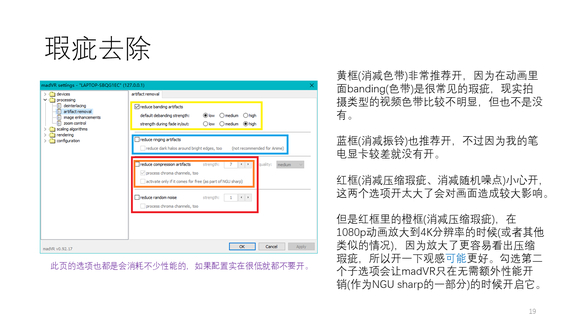 瑕疵去除
madVR settings - "LAPTOP-SBQOTEC" (127.0.0.1)
devices
processing
deinterlacing
artifact removal
image enhancements
zoom control
scaling algorithms
rendering
configuration
artifact removal
reduce banding artifacts
default debanding strength: low medium high
strength during fade in/out: low medium high
reduce ringing artifacts
reduce dark halos around bright edges, too (not recommended for Anime)
reduce compression artifacts strength:
medium
process chroma channels, too
activate only if it comes for free (as part of NGU sharp)
reduce random noise strength:
process chroma channels, too
madVR v0.92.17
OK Cancel Apply
此页的选项也都是会消耗不少性能的，如果配置实在很低就都不要开。
黄框(消减色带)非常推荐开，因为在动画里
面banding(色带)是很常见的瑕疵，现实拍
摄类型的视频色带比较不明显，但也不是没
有。
蓝框(消减振铃)也推荐开，不过因为我的笔
电显卡较差就没有开。
红框(消减压缩瑕疵、消减随机噪点)小心开，
这两个选项开太大了会对画面造成较大影响。
但是红框里的橙框(消减压缩瑕疵)，在
1080p动画放大到4K分辨率的时候(或者其他
类似的情况)，因为放大了更容易看出压缩
瑕疵，所以开一下观感可能更好。勾选第二
个子选项会让madVR只在无需额外性能开
销(作为NGU sharp的一部分)的时候开启它。
19